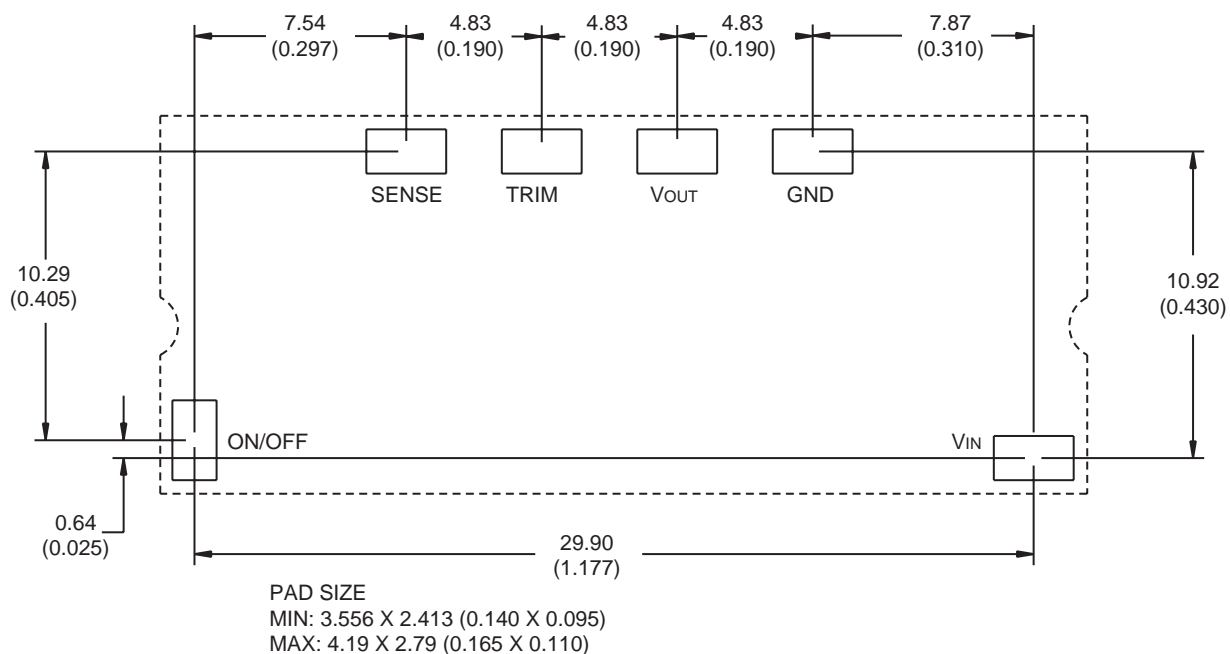 7.54
(0.297)
4.83
(0.190)
4.83
(0.190)
4.83
(0.190)
7.87
(0.310)
SENSE
TRIM
VOUT
GND
10.29
(0.405)
10.92
(0.430)
ON/OFF
VIN
0.64
(0.025)
29.90
(1.177)
PAD SIZE
MIN: 3.556 X 2.413 (0.140 X 0.095)
MAX: 4.19 X 2.79 (0.165 X 0.110)